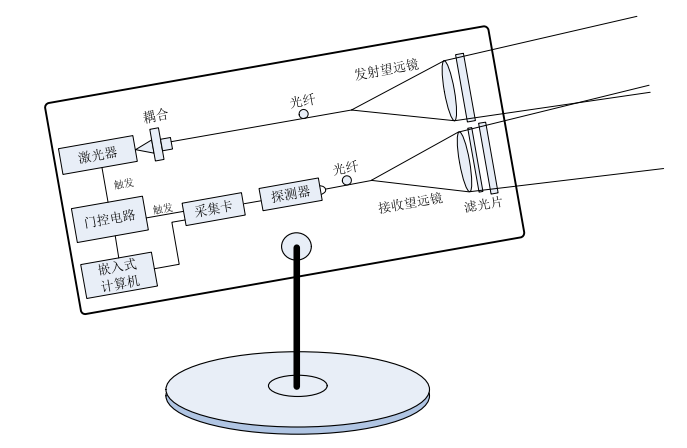 发射望远镜
光纤
耦合
激光器
光纤
触发
探测器
接收望远镜
滤光片
门控电路
触发
采集卡
嵌入式
计算机